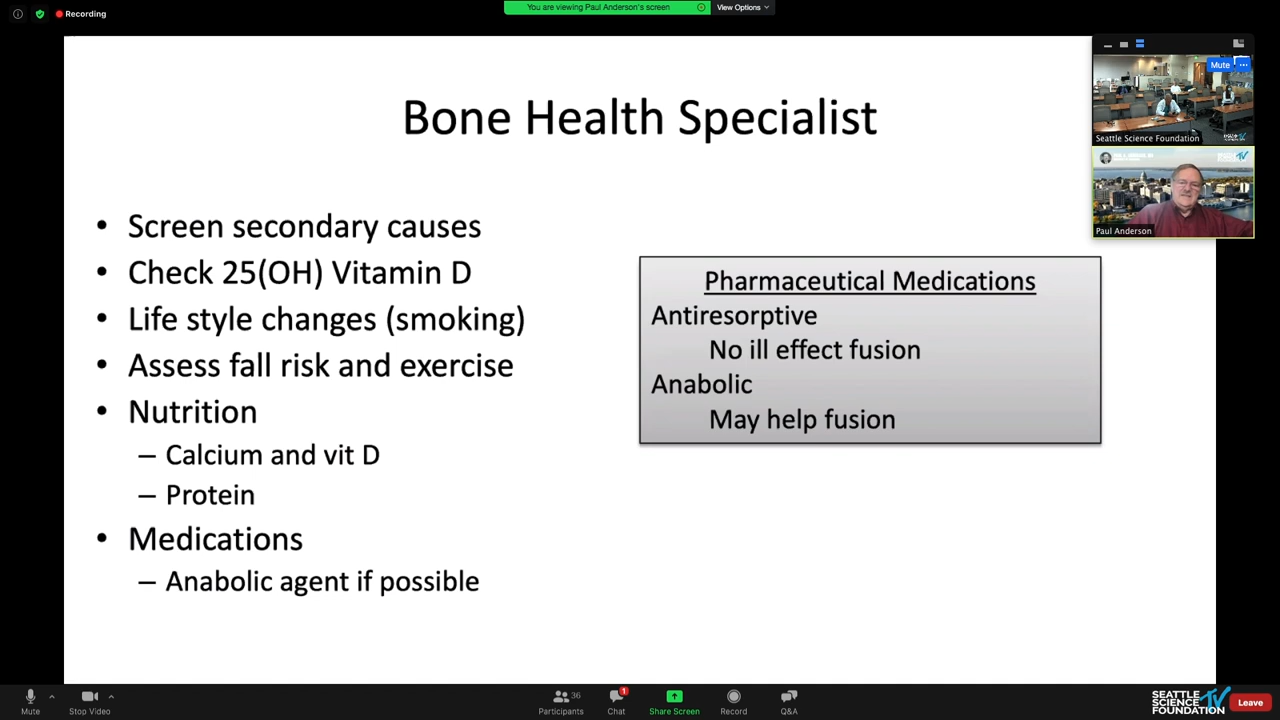 Recording
You are viewing Paul Anderson's screen
View Options
Bone Health Specialist
• Screen secondary causes
• Check 25(OH) Vitamin D
• Life style changes (smoking)
• Assess fall risk and exercise
• Nutrition
– Calcium and vit D
– Protein
• Medications
– Anabolic agent if possible
Pharmaceutical Medications
Antiresorptive
No ill effect fusion
Anabolic
May help fusion
Mute
Seattle Science Foundation
Paul Anderson
Mute
Stop Video
36
Participants
1
Chat
Share Screen
Record
Q&A
SEATTLE
SCIENCE TV
FOUNDATION
Leave